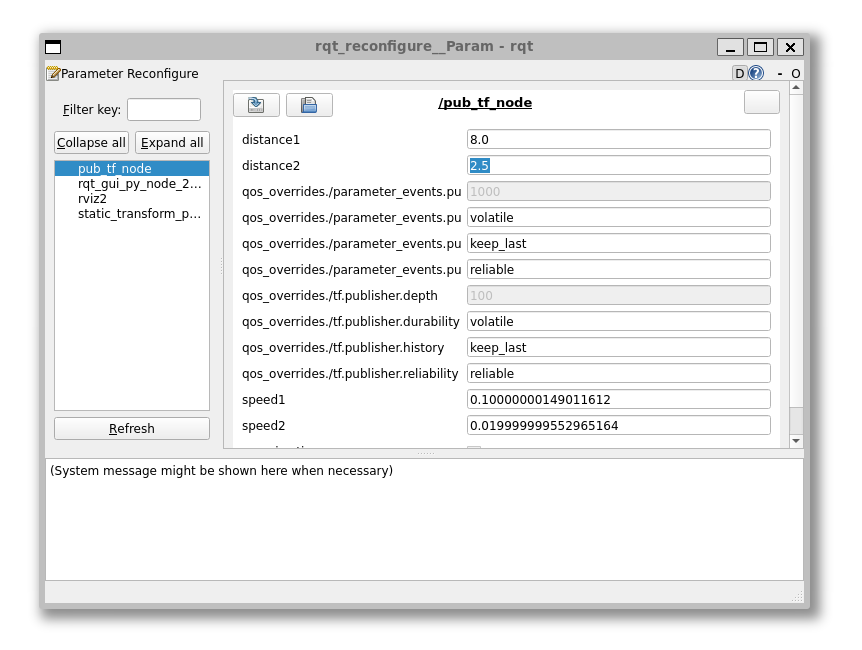 rqt_reconfigure__Param - rqt
Parameter Reconfigure
D ? - O
Filter key:
Collapse all Expand all
pub_tf_node
rqt_gui_py_node_2...
rviz2
static_transform_p...
Refresh
/pub_tf_node
distance1 8.0
distance2 2.5
qos_overrides./parameter_events.pu 1000
qos_overrides./parameter_events.pu volatile
qos_overrides./parameter_events.pu keep_last
qos_overrides./parameter_events.pu reliable
qos_overrides./tf.publisher.depth 100
qos_overrides./tf.publisher.durability volatile
qos_overrides./tf.publisher.history keep_last
qos_overrides./tf.publisher.reliability reliable
speed1 0.10000000149011612
speed2 0.019999999552965164
(System message might be shown here when necessary)